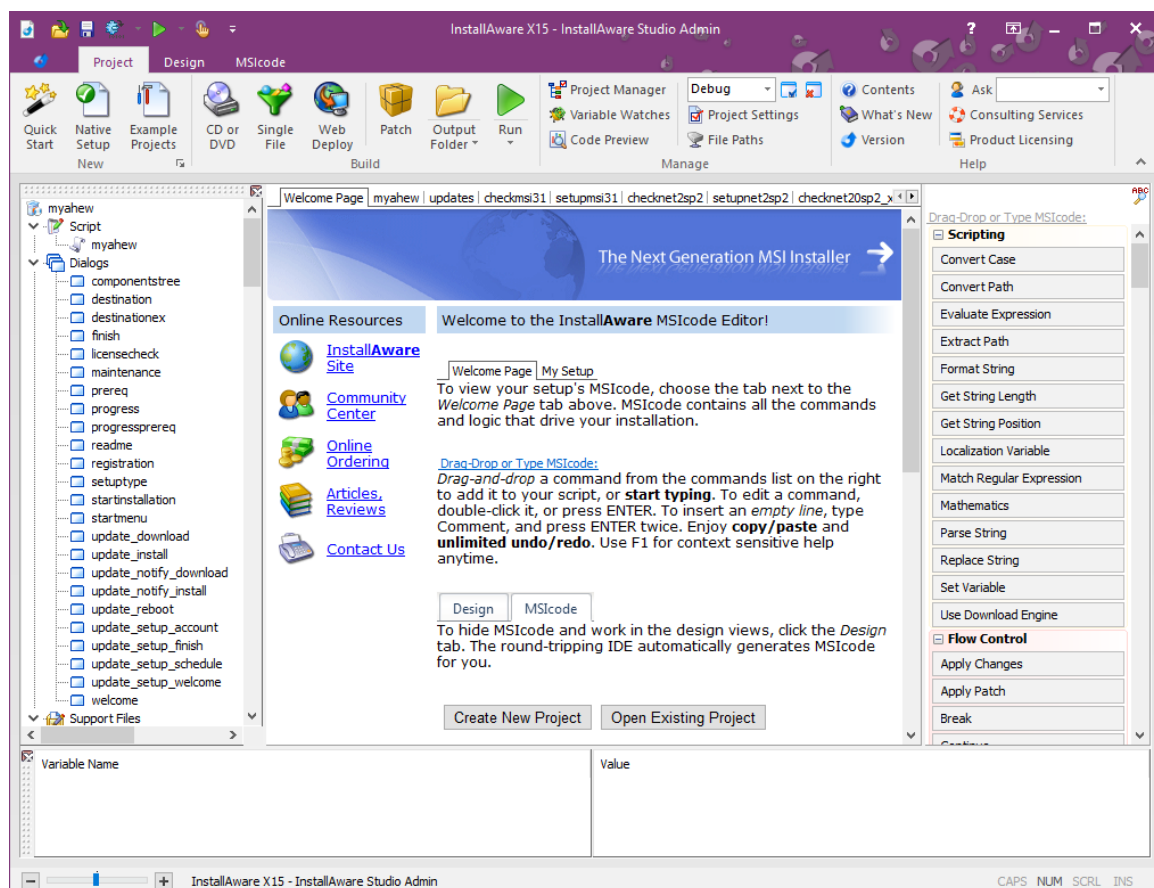 InstallAware X15 - InstallAware Studio Admin
Project Design MSIcode
Quick Start
Native Setup
Example Projects
New
CD or DVD
Single File
Web Deploy
Patch
Output Folder
Run
Build
Project Manager
Variable Watches
Code Preview
Debug
Project Settings
File Paths
Manage
Contents
What's New
Version
Ask
Consulting Services
Product Licensing
Help
myahew
Script
myahew
Dialogs
componentstree
destination
destinationex
finish
licensecheck
maintenance
prereq
progress
progressprereq
readme
registration
setuptype
startinstallation
startmenu
update_download
update_install
update_notify_download
update_notify_install
update_reboot
update_setup_account
update_setup_finish
update_setup_schedule
update_setup_welcome
welcome
Support Files
Welcome Page myahew updates checkmsi31 setupmsi31 checknet2sp2 setupnet2sp2 checknet20sp2_x
The Next Generation MSI Installer
Online Resources
InstallAware
Site
Community
Center
Online
Ordering
Articles,
Reviews
Contact Us
Welcome to the InstallAware MSIcode Editor!
Welcome Page My Setup
To view your setup's MSIcode, choose the tab next to the
Welcome Page tab above. MSIcode contains all the commands
and logic that drive your installation.
Drag-Drop or Type MSIcode:
Drag-and-drop a command from the commands list on the right
to add it to your script, or start typing. To edit a command,
double-click it, or press ENTER. To insert an empty line, type
Comment, and press ENTER twice. Enjoy copy/paste and
unlimited undo/redo. Use F1 for context sensitive help
anytime.
Design MSIcode
To hide MSIcode and work in the design views, click the Design
tab. The round-tripping IDE automatically generates MSIcode
for you.
Create New Project Open Existing Project
ABC
Drag-Drop or Type MSIcode:
Scripting
Convert Case
Convert Path
Evaluate Expression
Extract Path
Format String
Get String Length
Get String Position
Localization Variable
Match Regular Expression
Mathematics
Parse String
Replace String
Set Variable
Use Download Engine
Flow Control
Apply Changes
Apply Patch
Break
Continue
Variable Name Value
InstallAware X15 - InstallAware Studio Admin
CAPS NUM SCRL INS